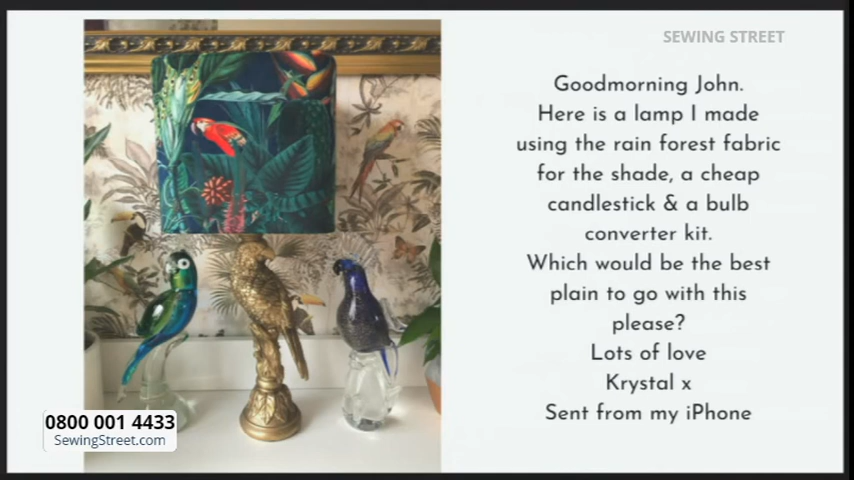 SEWING STREET
Goodmorning John.
Here is a lamp I made
using the rain forest fabric
for the shade, a cheap
candlestick & a bulb
converter kit.
Which would be the best
plain to go with this
please?
Lots of love
Krystal x
Sent from my iPhone
0800 001 4433
SewingStreet.com